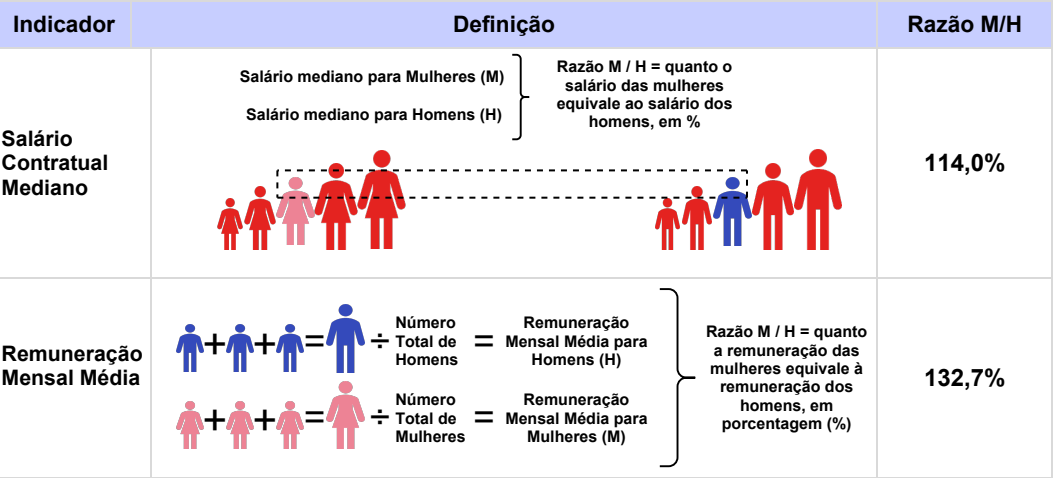 Indicador
Definição
Razão M/H
Salário
Contratual
Mediano
Salário mediano para Mulheres (M)
Salário mediano para Homens (H)
Razão M / H = quanto o
salário das mulheres
equivale ao salário dos
homens, em %
114,0%
Remuneração
Mensal Média
+ + = ÷
Número
Total de
Homens
=
Remuneração
Mensal Média para
Homens (H)
+ + = ÷
Número
Total de
Mulheres
=
Remuneração
Mensal Média para
Mulheres (M)
Razão M / H = quanto
a remuneração das
mulheres equivale à
remuneração dos
homens, em
porcentagem (%)
132,7%